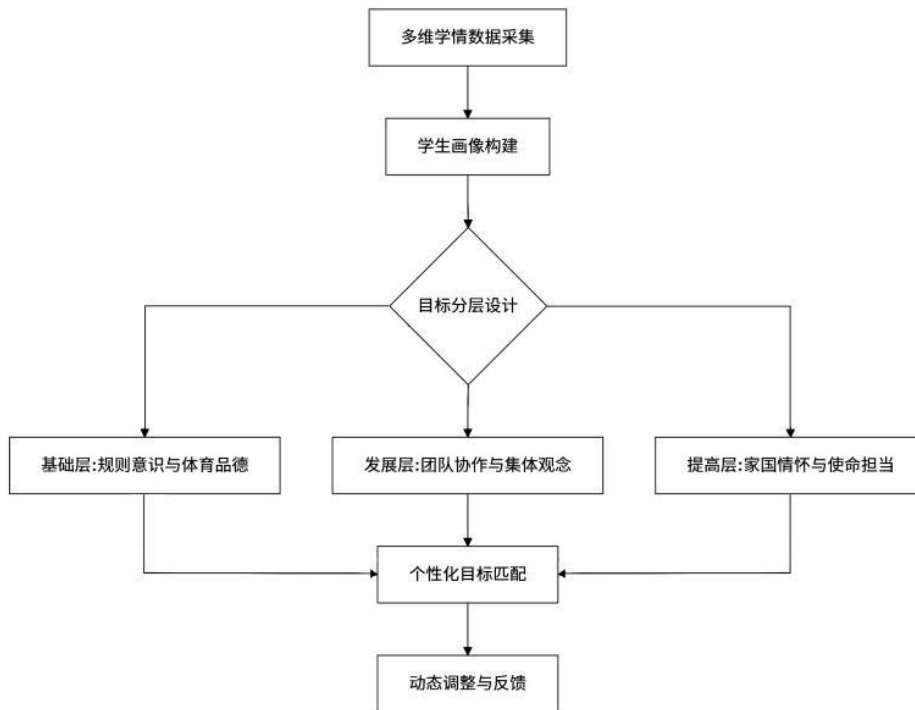 多维学情数据采集
学生画像构建
目标分层设计
基础层:规则意识与体育品德
发展层:团队协作与集体观念
提高层:家国情怀与使命担当
个性化目标匹配
动态调整与反馈